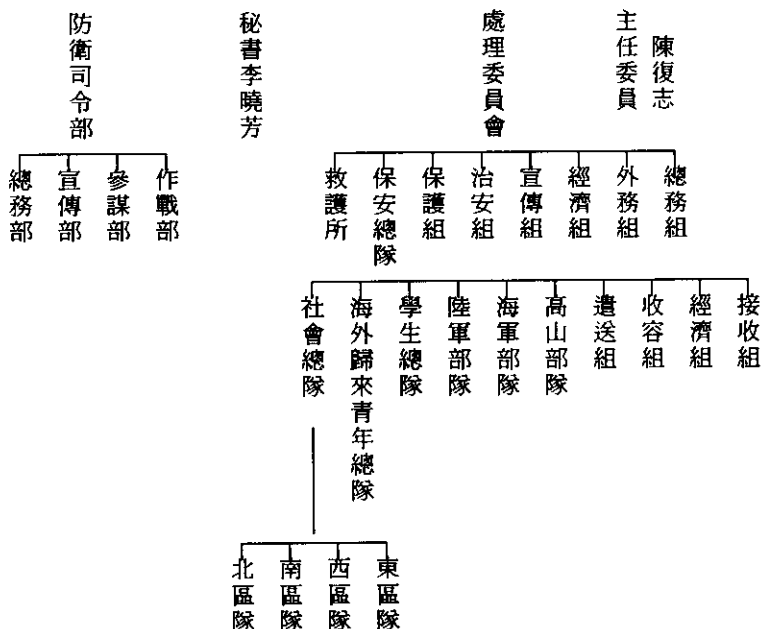 陳復志
主任委員
處理委員會
秘書李曉芳
防衛司令部
總務組
外務組
經濟組
宣傳組
治安組
保護組
保安總隊
救護所
作戰部
參謀部
宣傳部
總務部
接收組
經濟組
收容組
遣送組
高山部隊
海軍部隊
陸軍部隊
學生總隊
海外歸來青年總隊
社會總隊
東區隊
西區隊
南區隊
北區隊